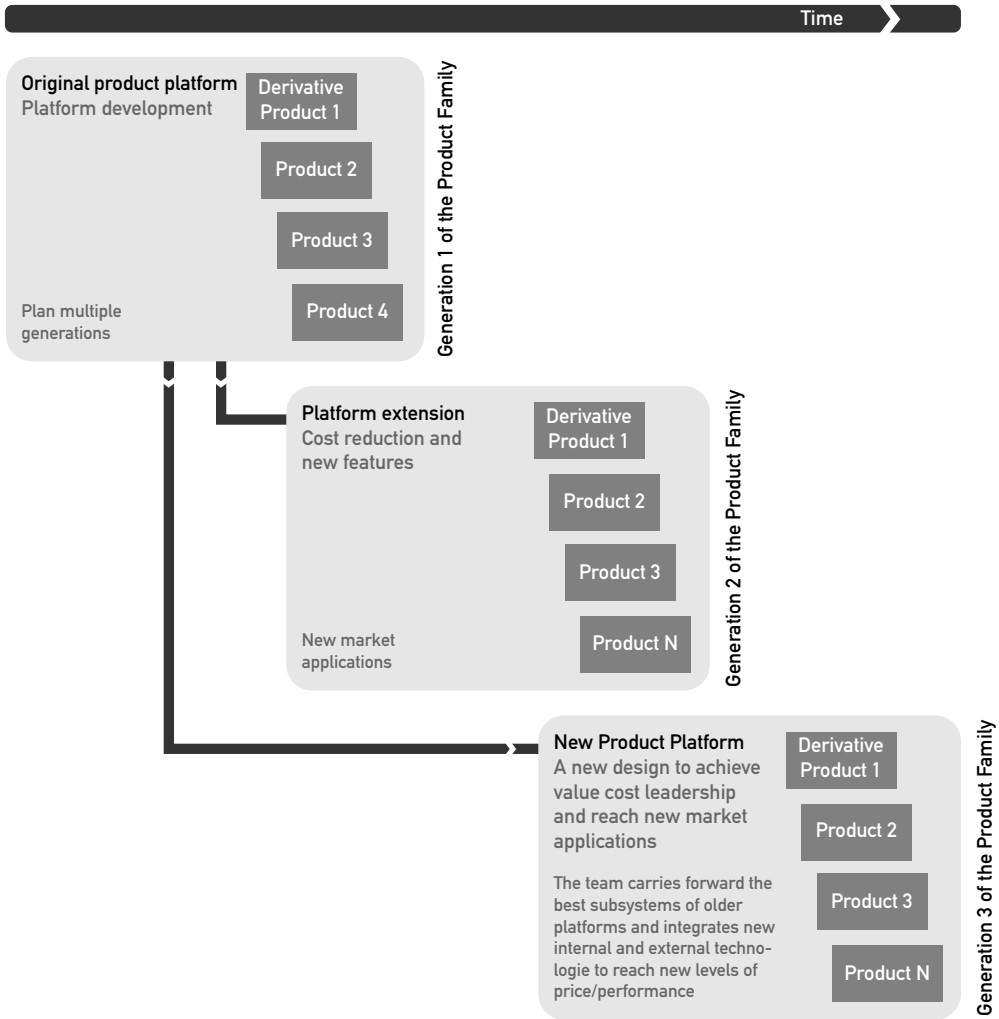 Time
Original product platform
Platform development
Derivative
Product 1
Product 2
Product 3
Product 4
Plan multiple
generations
Generation 1 of the Product Family
Platform extension
Cost reduction and
new features
Derivative
Product 1
Product 2
Product 3
Product N
New market
applications
Generation 2 of the Product Family
New Product Platform
A new design to achieve
value cost leadership
and reach new market
applications
The team carries forward the
best subsystems of older
platforms and integrates new
internal and external techno-
logie to reach new levels of
price/performance
Derivative
Product 1
Product 2
Product 3
Product N
Generation 3 of the Product Family